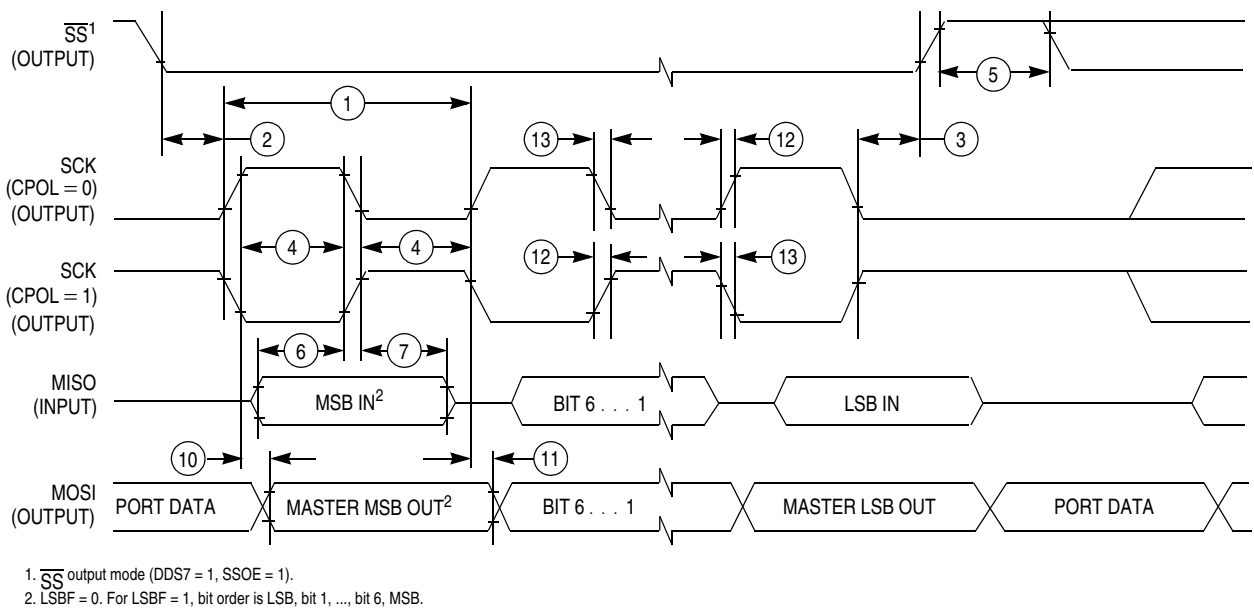 SS¹
(OUTPUT)
5
1
2
13
12
3
SCK
(CPOL = 0)
(OUTPUT)
4
4
12
13
SCK
(CPOL = 1)
(OUTPUT)
6
7
MISO
(INPUT)
MSB IN²
BIT 6 . . . 1
LSB IN
10
11
MOSI
(OUTPUT)
PORT DATA
MASTER MSB OUT²
BIT 6 . . . 1
MASTER LSB OUT
PORT DATA
1. SS output mode (DDS7 = 1, SSOE = 1).
2. LSBF = 0. For LSBF = 1, bit order is LSB, bit 1, ..., bit 6, MSB.